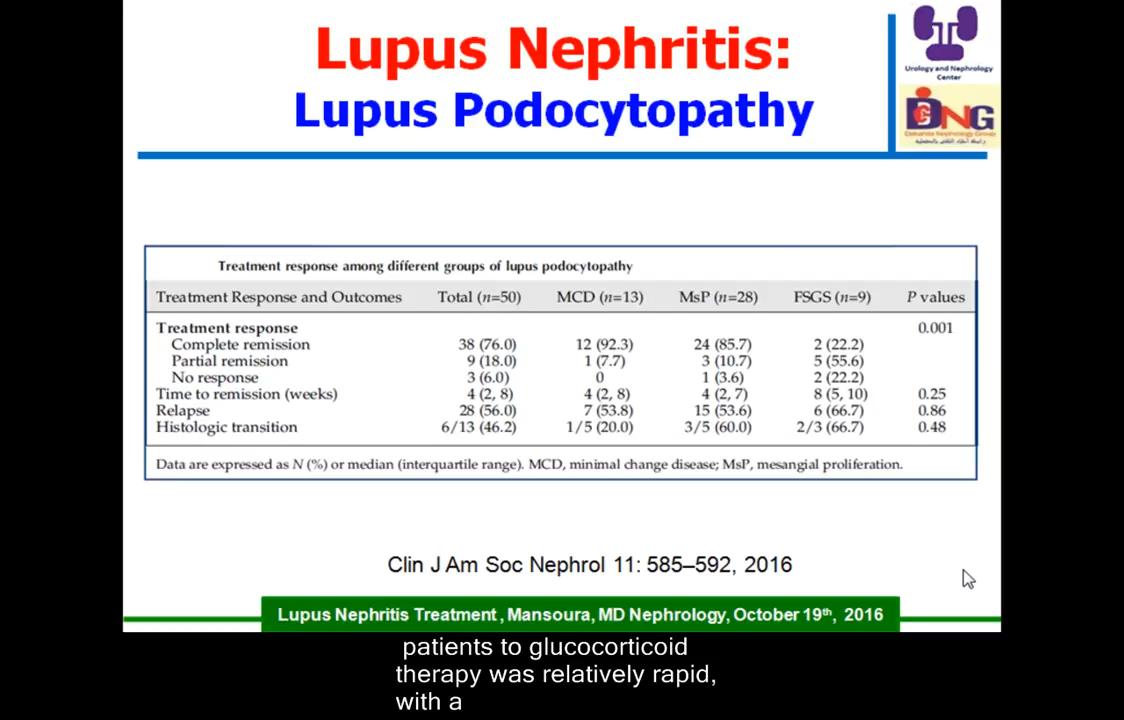 Lupus Nephritis:
Lupus Podocytopathy
Urology and Nephrology
Center
DNG
Treatment response among different groups of lupus podocytopathy
Treatment Response and Outcomes Total (n=50) MCD (n=13) MsP (n=28) FSGS (n=9) P values
Treatment response 0.001
Complete remission 38 (76.0) 12 (92.3) 24 (85.7) 2 (22.2)
Partial remission 9 (18.0) 1 (7.7) 3 (10.7) 5 (55.6)
No response 3 (6.0) 0 1 (3.6) 2 (22.2)
Time to remission (weeks) 4 (2, 8) 4 (2, 8) 4 (2, 7) 8 (5, 10) 0.25
Relapse 28 (56.0) 7 (53.8) 15 (53.6) 6 (66.7) 0.86
Histologic transition 6/13 (46.2) 1/5 (20.0) 3/5 (60.0) 2/3 (66.7) 0.48
Data are expressed as N (%) or median (interquartile range). MCD, minimal change disease; MsP, mesangial proliferation.
Clin J Am Soc Nephrol 11: 585–592, 2016
Lupus Nephritis Treatment, Mansoura, MD Nephrology, October 19th, 2016
patients to glucocorticoid
therapy was relatively rapid,
with a